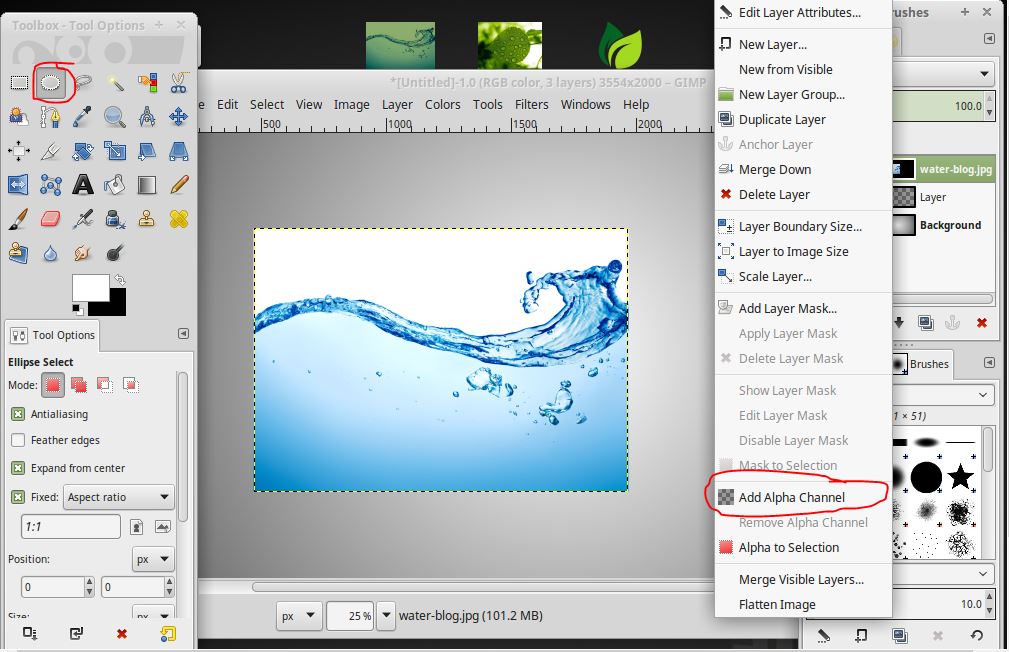 Toolbox - Tool Options
Ellipse Select
Tool Options
Mode:
Antialiasing
Feather edges
Expand from center
Fixed:
Aspect ratio
1:1
Position:
px
0
0
Size:
px
*[Untitled]-1.0 (RGB color, 3 layers) 3554x2000 – GIMP
Edit Select View Image Layer Colors Tools Filters Windows Help
500
1000
1500
2000
px
25 %
water-blog.jpg (101.2 MB)
Edit Layer Attributes...
New Layer...
New from Visible
New Layer Group...
Duplicate Layer
Anchor Layer
Merge Down
Delete Layer
Layer Boundary Size...
Layer to Image Size
Scale Layer...
Add Layer Mask...
Apply Layer Mask
Delete Layer Mask
Show Layer Mask
Edit Layer Mask
Disable Layer Mask
Mask to Selection
Add Alpha Channel
Remove Alpha Channel
Alpha to Selection
Merge Visible Layers...
Flatten Image
100.0
water-blog.jpg
Layer
Background
Brushes
10.0